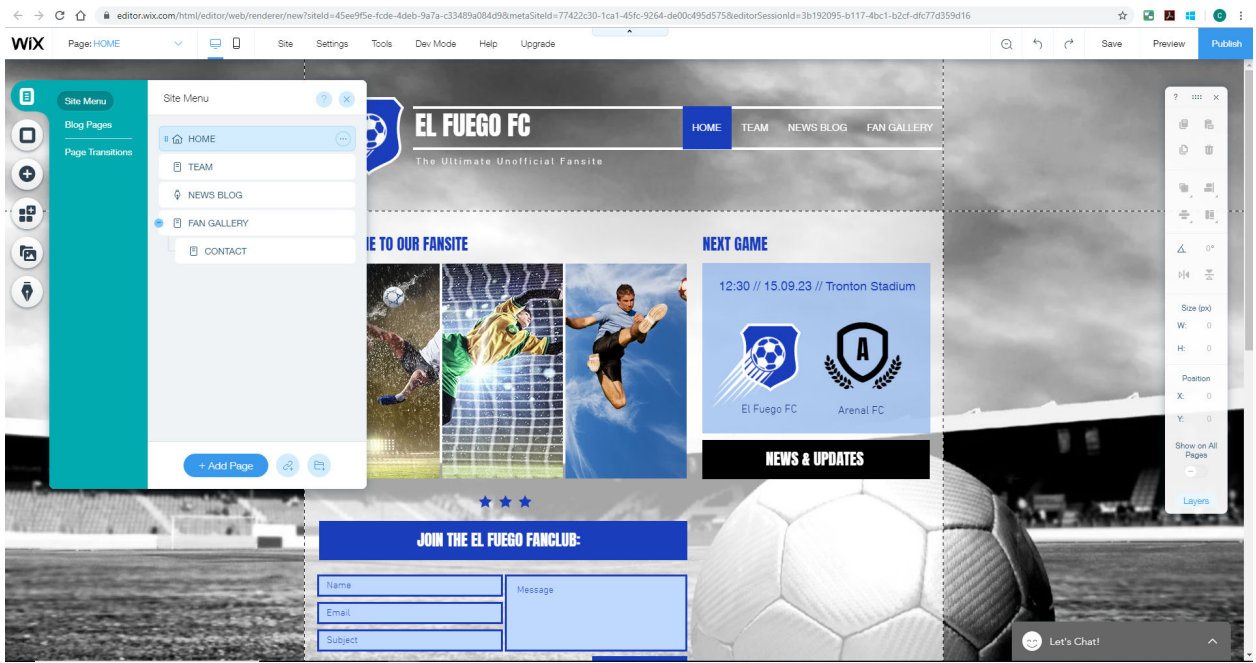 editor.wix.com/html/editor/web/renderer/new?siteId=45ee9f5e-fcde-4deb-9a7a-c33489a084d9&metaSiteId=77422c30-1ca1-45fc-9264-de00c495d575&editorSessionId=3b192095-b117-4bc1-b2cf-dfc77d359d16
C
WiX Page: HOME Site Settings Tools Dev Mode Help Upgrade Save Preview Publish
Site Menu
Blog Pages
Page Transitions
Site Menu ? ×
HOME
TEAM
NEWS BLOG
FAN GALLERY
CONTACT
+ Add Page
EL FUEGO FC
The Ultimate Unofficial Fansite
HOME TEAM NEWS BLOG FAN GALLERY
TO OUR FANSITE
NEXT GAME
12:30 // 15.09.23 // Tronton Stadium
A
El Fuego FC Arenal FC
NEWS & UPDATES
JOIN THE EL FUEGO FANCLUB:
Name
Email
Subject
Message
? ×
0°
Size (px)
W: 0
H: 0
Position
X: 0
Y: 0
Show on All
Pages
Layers
Let's Chat!